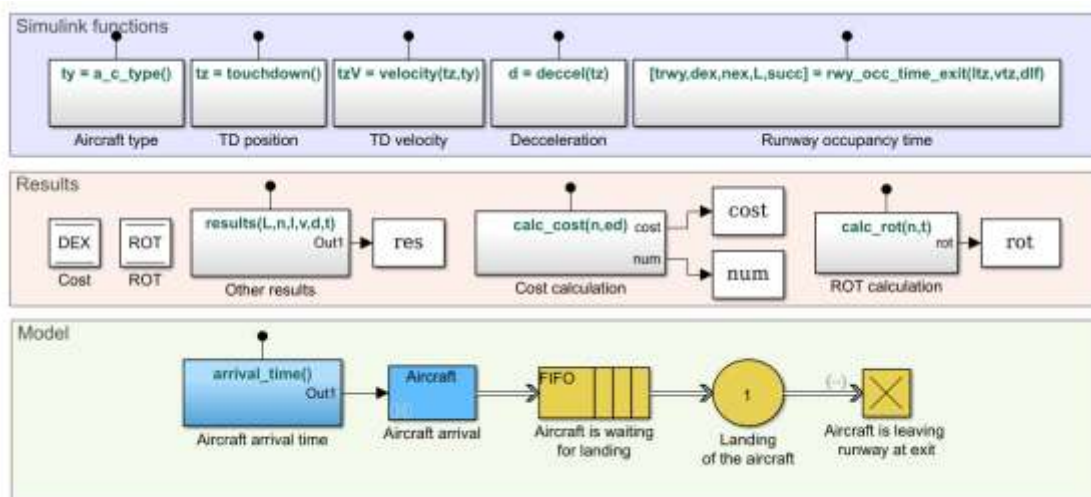 Simulink functions
ty = a_c_type()
tz = touchdown()
tzV = velocity(tz,ty)
d = deccel(tz)
[trwy,dex,nex,L,succ] = rwy_occ_time_exit(ltz,vtz,dlf)
Aircraft type
TD position
TD velocity
Decceleration
Runway occupancy time
Results
DEX
Cost
ROT
ROT
results(L,n,l,v,d,t)
Out1
Other results
res
calc_cost(n,ed)
cost
num
Cost calculation
cost
num
calc_rot(n,t)
rot
ROT calculation
rot
Model
arrival_time()
Out1
Aircraft arrival time
Aircraft
Aircraft arrival
FIFO
Aircraft is waiting
for landing
1
Landing
of the aircraft
Aircraft is leaving
runway at exit